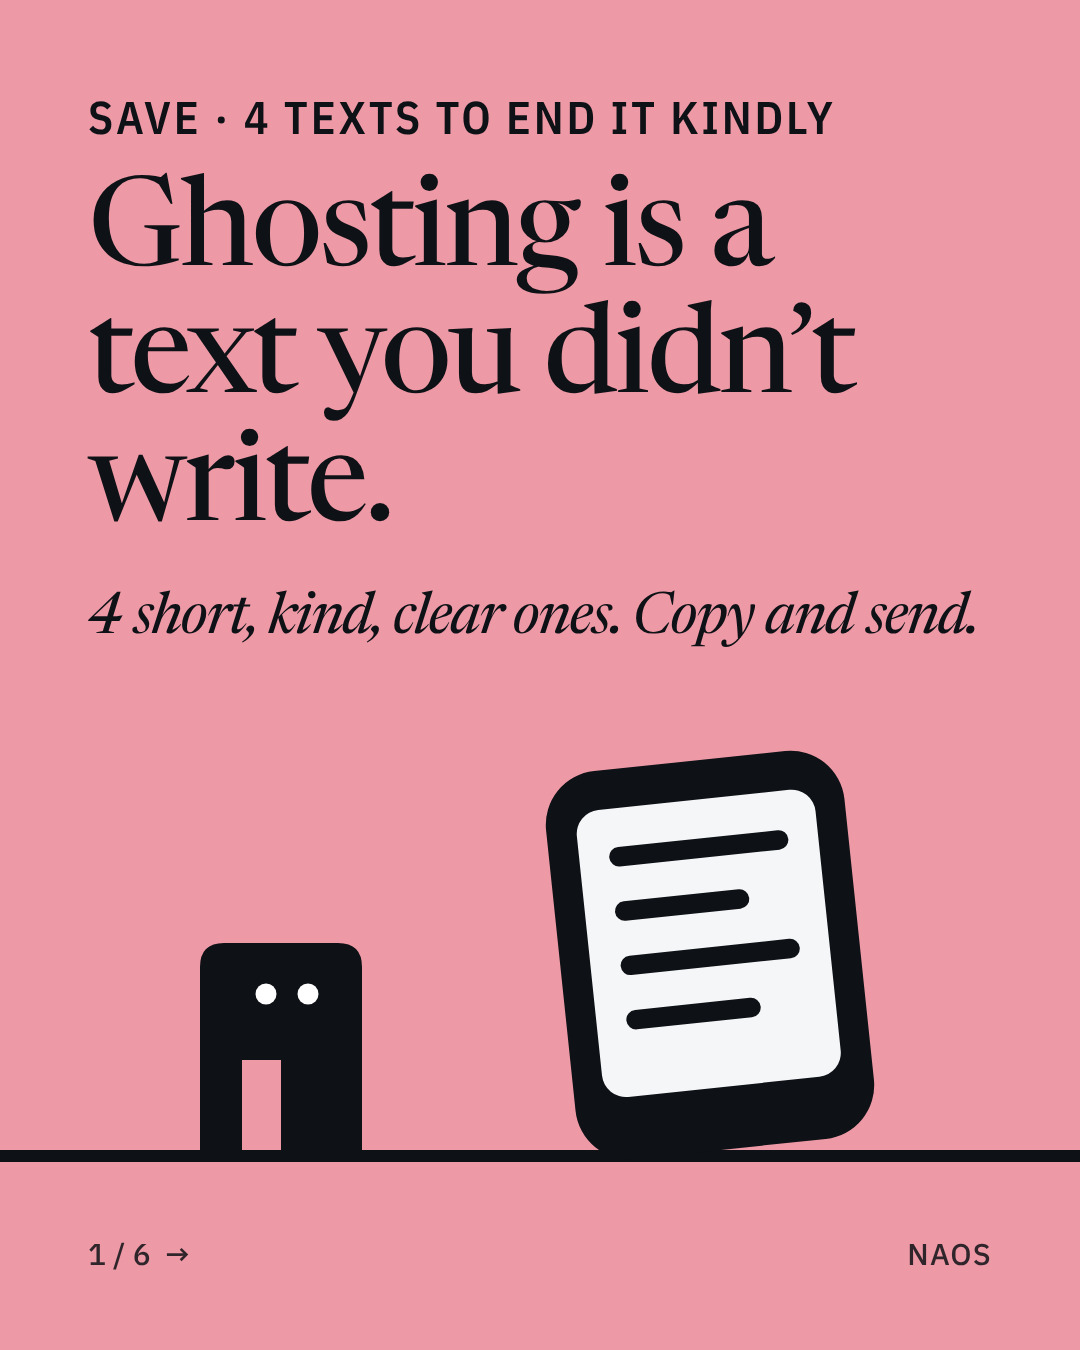 SAVE · 4 TEXTS TO END IT KINDLY
Ghosting is a
text you didn’t
write.
4 short, kind, clear ones. Copy and send.
1 / 6 →
NAOS